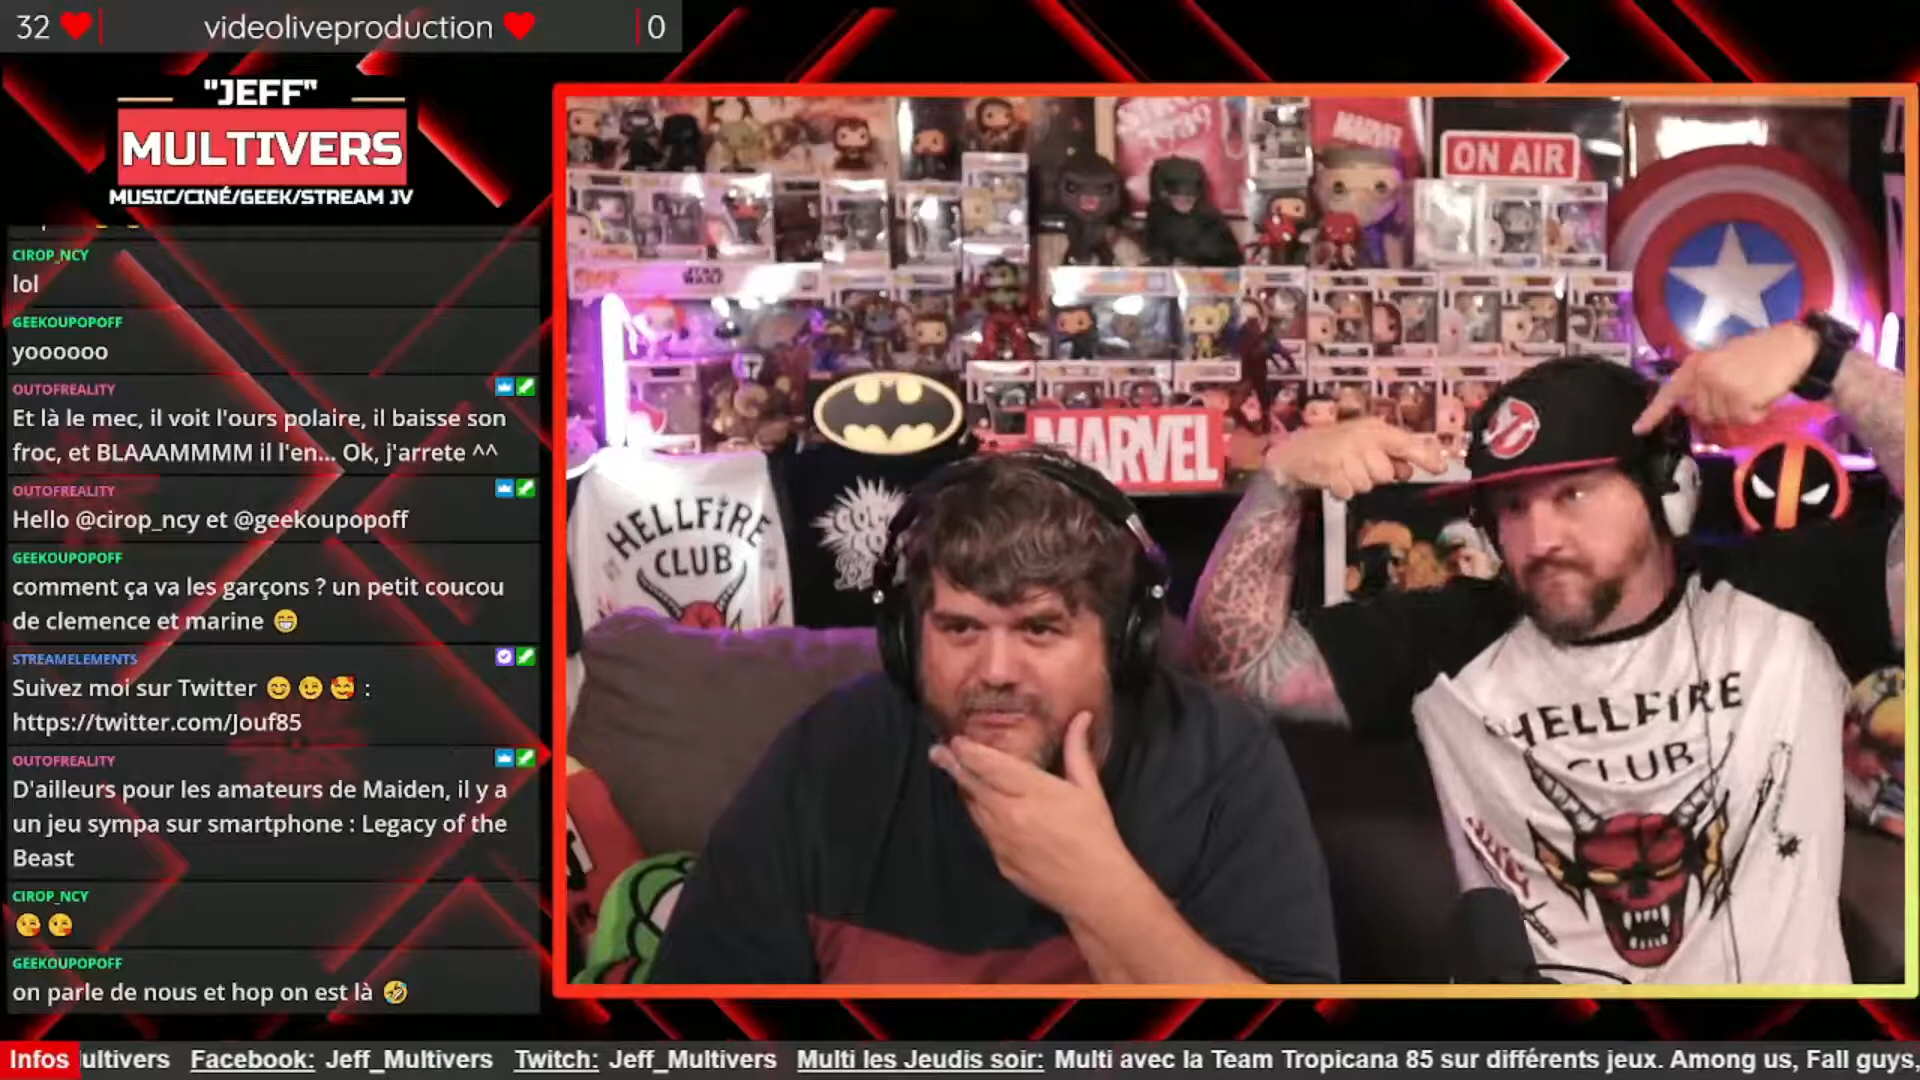 32 videoliveproduction 0
"JEFF"
MULTIVERS
MUSIC/CINÉ/GEEK/STREAM JV
CIROP_NCY
lol
GEEKOUPOPOFF
yoooooo
OUTOFREALITY
Et là le mec, il voit l'ours polaire, il baisse son
froc, et BLAAAMMMM il l'en... Ok, j'arrete ^^
OUTOFREALITY
Hello @cirop_ncy et @geekoupopoff
GEEKOUPOPOFF
comment ça va les garçons ? un petit coucou
de clemence et marine 😁
STREAMELEMENTS
Suivez moi sur Twitter 😊 😉 🥰 :
https://twitter.com/Jouf85
OUTOFREALITY
D'ailleurs pour les amateurs de Maiden, il y a
un jeu sympa sur smartphone : Legacy of the
Beast
CIROP_NCY
😘 😘
GEEKOUPOPOFF
on parle de nous et hop on est là 🤣
MARVEL
ON AIR
STAR WARS
MARVEL
HELLFIRE
CLUB
HELLFIRE
CLUB
Infos ultivers Facebook: Jeff_Multivers Twitch: Jeff_Multivers Multi les Jeudis soir: Multi avec la Team Tropicana 85 sur différents jeux. Among us, Fall guys,